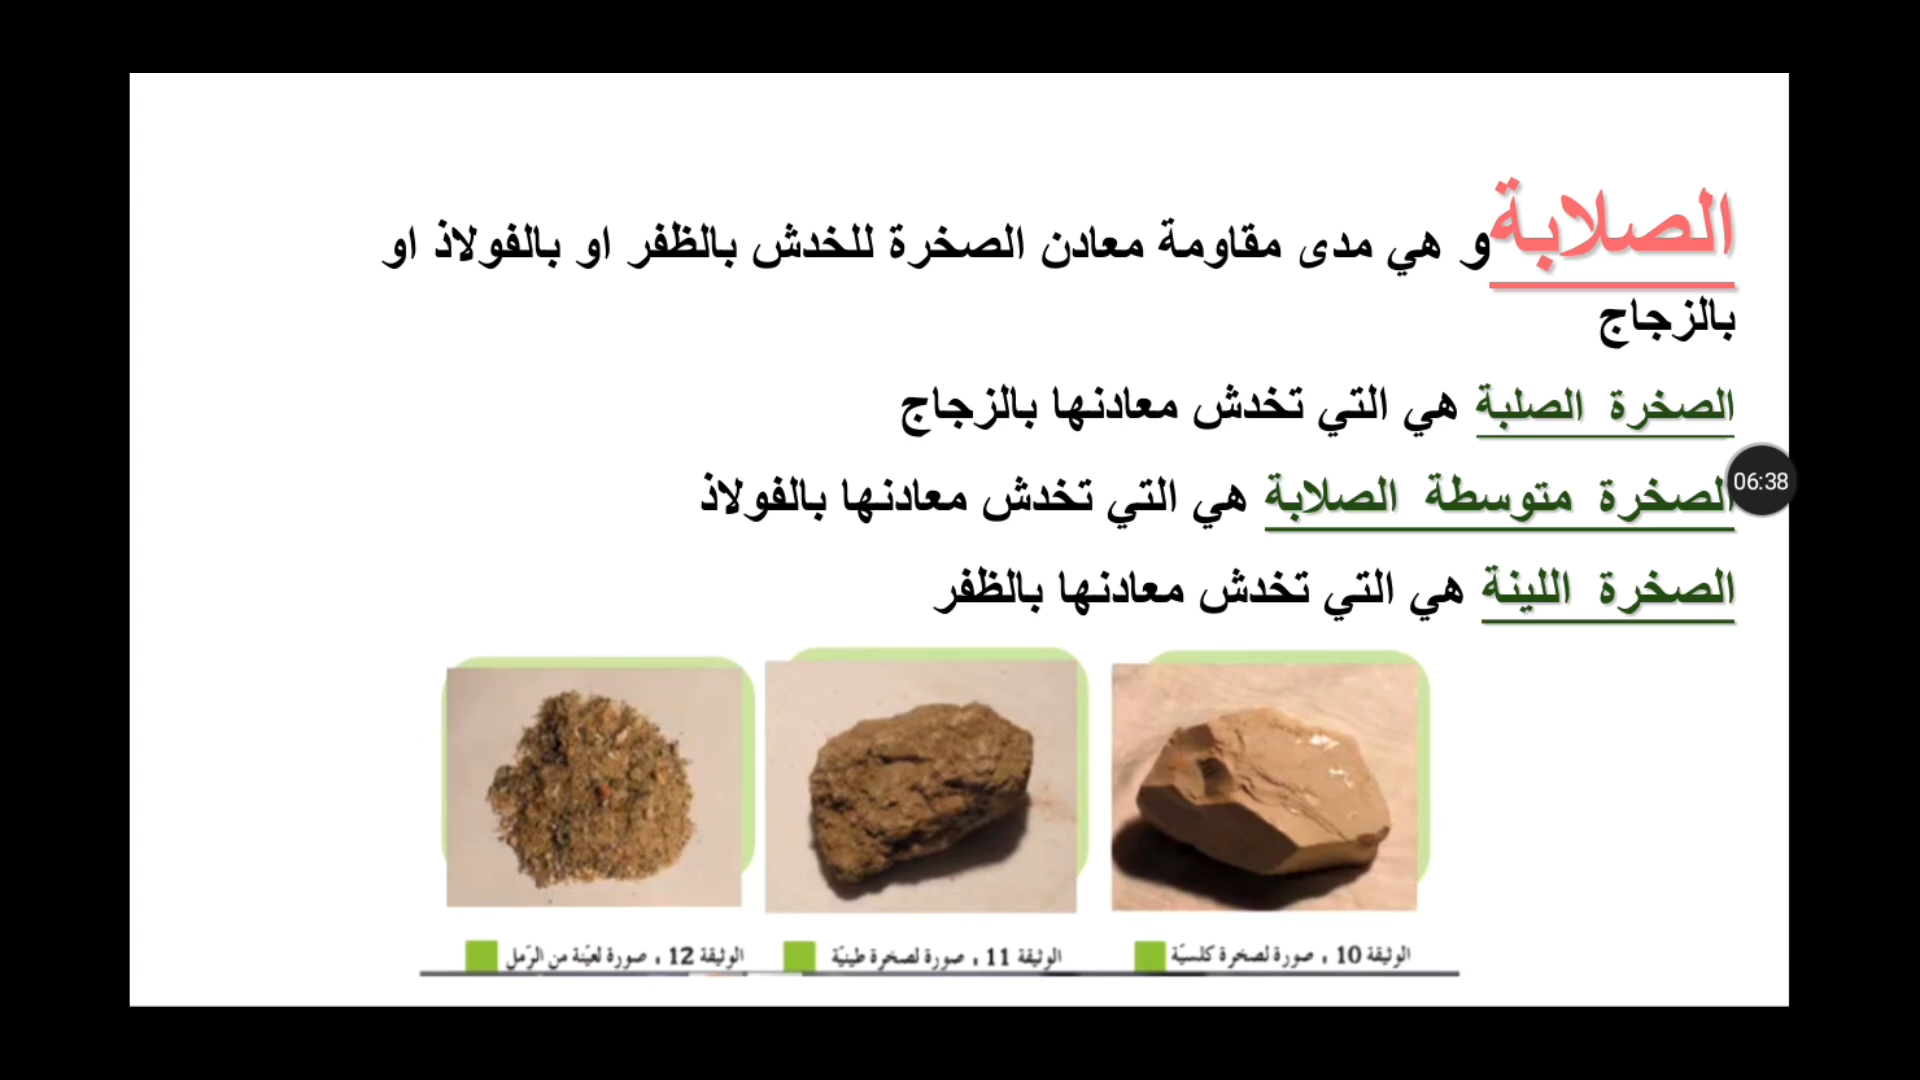 الصلابة و هي مدى مقاومة معادن الصخرة للخدش بالظفر او بالفولاذ او
بالزجاج
الصخرة الصلبة هي التي تخدش معادنها بالزجاج
الصخرة متوسطة الصلابة هي التي تخدش معادنها بالفولاذ
06:38
الصخرة اللينة هي التي تخدش معادنها بالظفر
الوثيقة 10 ، صورة لصخرة كلسيّة
الوثيقة 11 ، صورة لصخرة طينيّة
الوثيقة 12 ، صورة لعيّنة من الرّمل